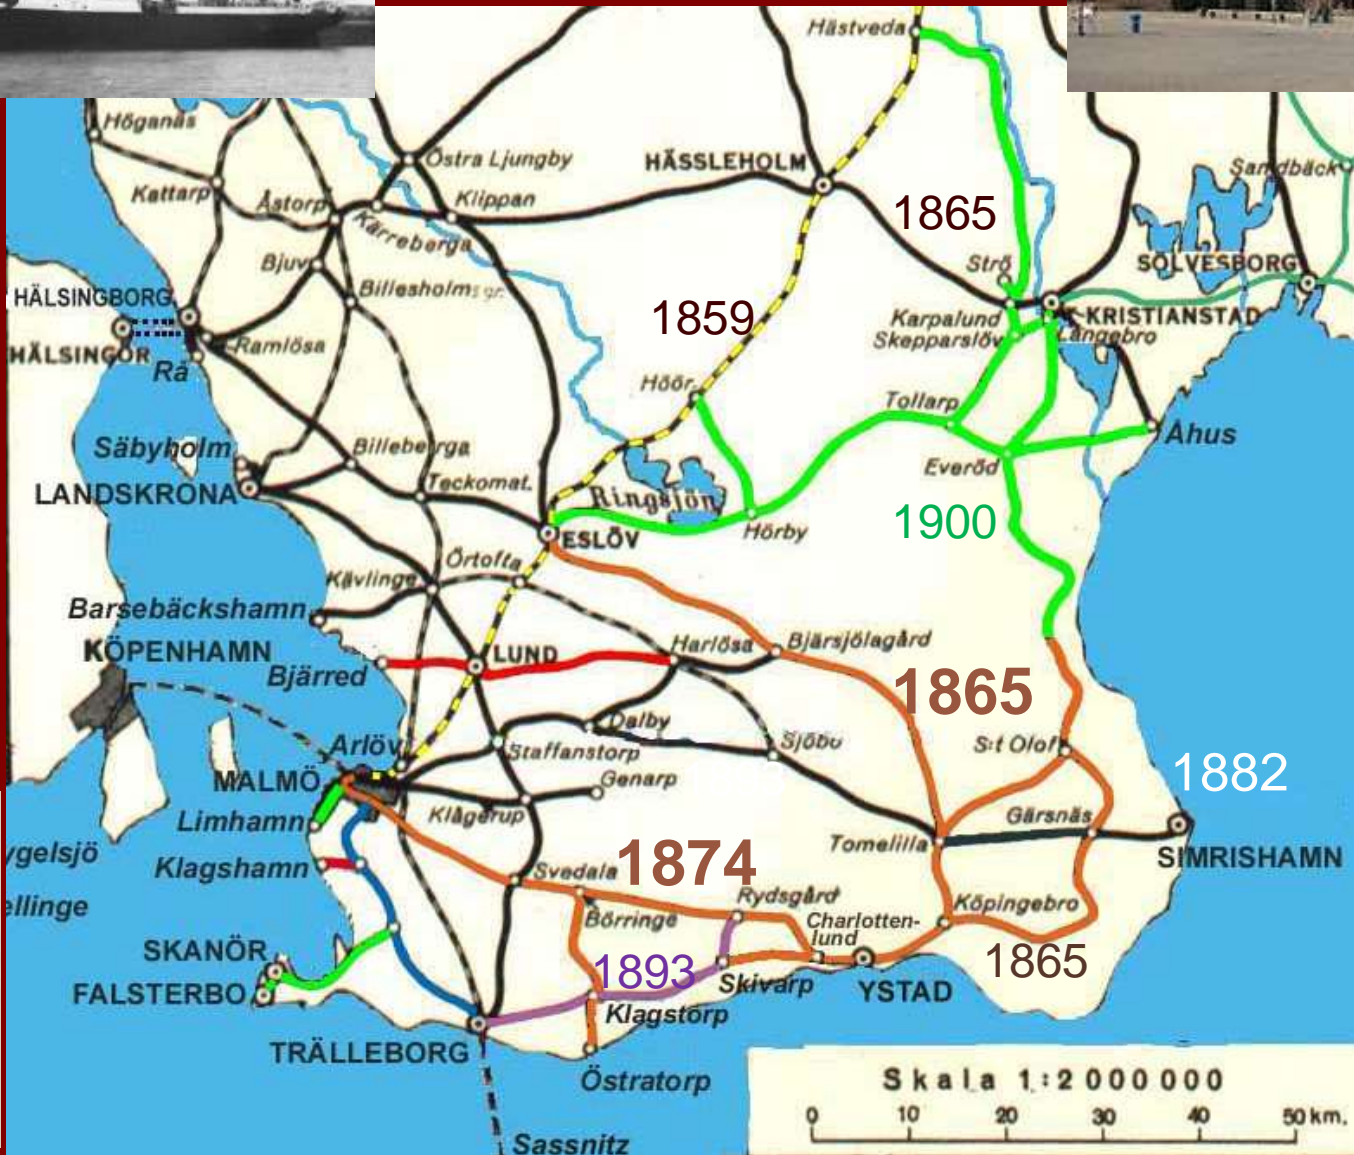 Hästveda
Höganäs
Östra Ljungby
HÄSSLEHOLM
Sandbäck
Kattarp
Åstorp
Klippan
1865
Kärreberga
Bjuv
Strö
SÖLVESBORG
Billesholmsgr.
HÄLSINGBORG
1859
Karpalund
KRISTIANSTAD
HÄLSINGÖR
Ramlösa
Skepparslöv
Långebro
Rå
Höör
Tollarp
Åhus
Säbyholm
Billeberga
Everöd
LANDSKRONA
Teckomat.
Ringsjön
1900
Hörby
ESLÖV
Örtofta
Kävlinge
Barsebäckshamn
KÖPENHAMN
LUND
Harlösa
Bjärsjölagård
Bjärred
1865
Dalby
Arlöv
Staffanstorp
Sjöbo
S:t Olof
MALMÖ
Genarp
1882
Limhamn
Klågerup
Gärsnäs
Tomelilla
ygelsjö
Klagshamn
Svedala
1874
SIMRISHAMN
ellinge
Rydsgård
Köpingebro
Börringe
Charlotten-
lund
SKANÖR
1893
1865
FALSTERBO
Skivarp
YSTAD
Klagstorp
TRÄLLEBORG
Östratorp
Skala 1:2 000 000
0 10 20 30 40 50 km.
Sassnitz